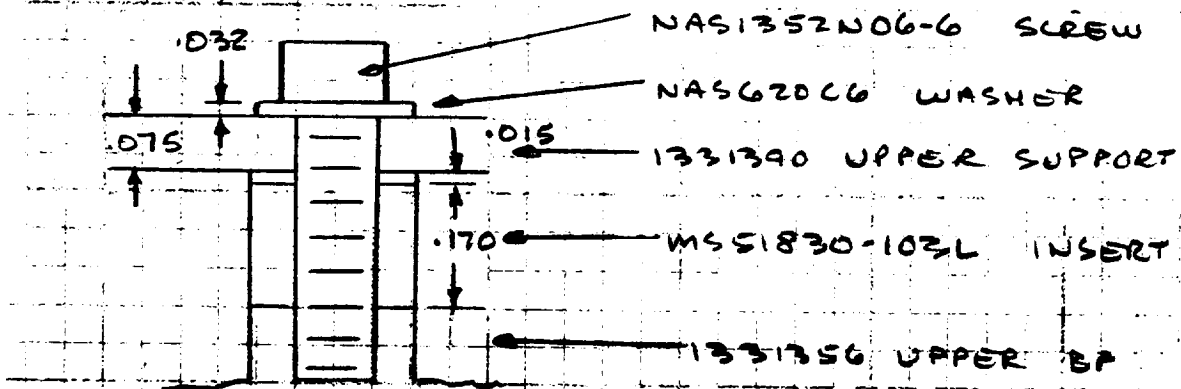 NAS1352N06-6 SCREW
.032
NAS620C6 WASHER
.075
.015
1331390 UPPER SUPPORT
.170
MS51830-103L INSERT
1331356 UPPER BP